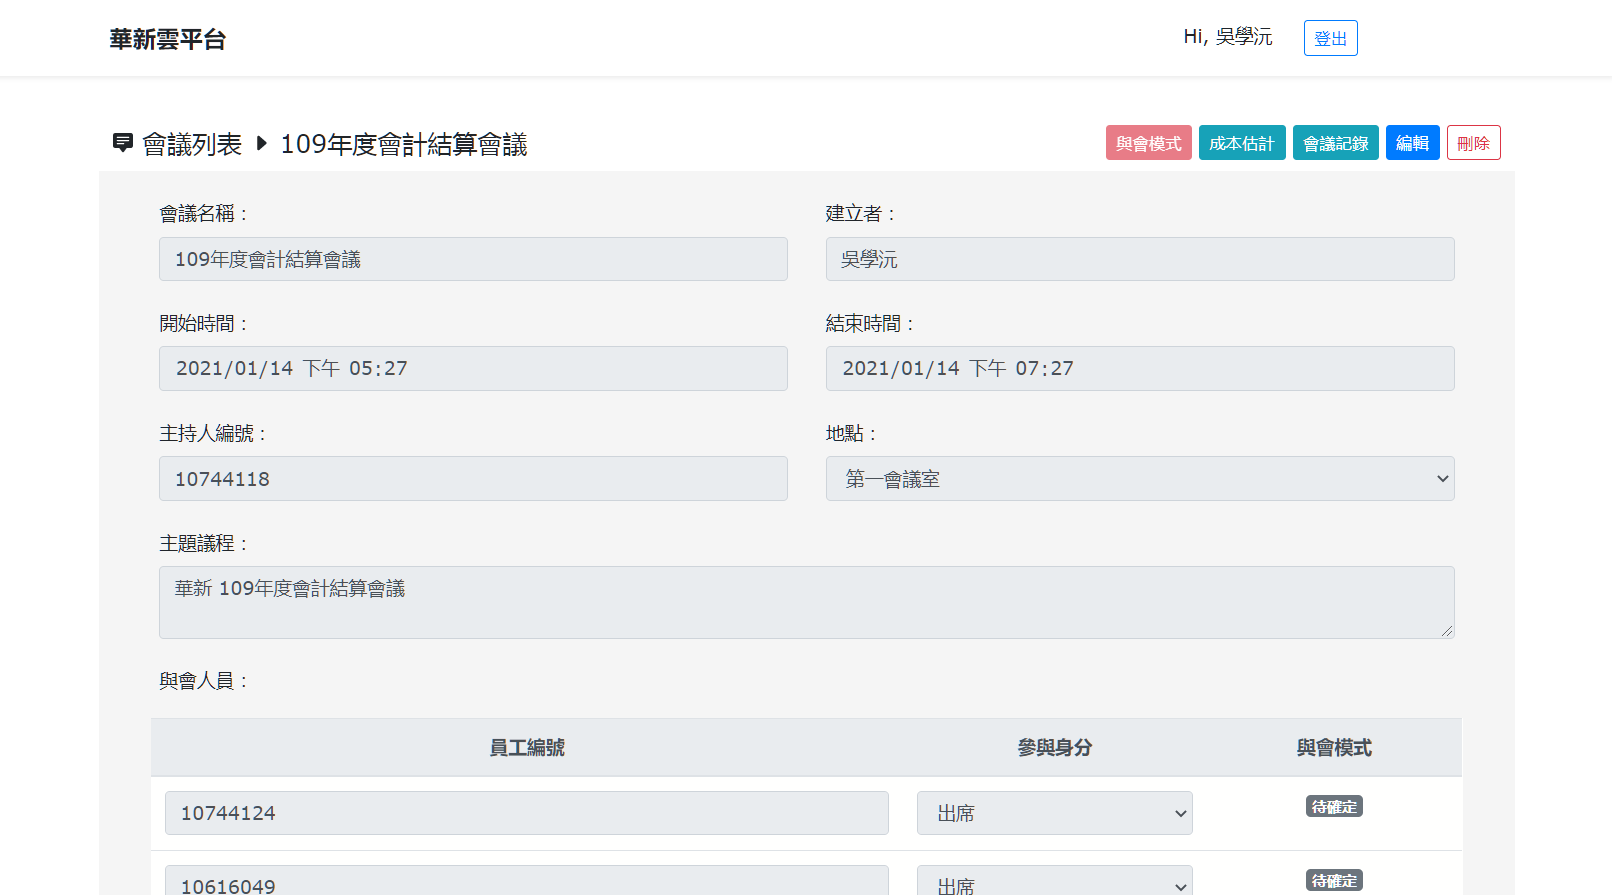 華新雲平台
Hi, 吳學沅
登出
會議列表 109年度會計結算會議
與會模式 成本估計 會議記錄 編輯 刪除
會議名稱：
109年度會計結算會議
建立者：
吳學沅
開始時間：
2021/01/14 下午 05:27
結束時間：
2021/01/14 下午 07:27
主持人編號：
10744118
地點：
第一會議室
主題議程：
華新 109年度會計結算會議
與會人員：
員工編號 參與身分 與會模式
10744124 出席 待確定
10616049 出席 待確定